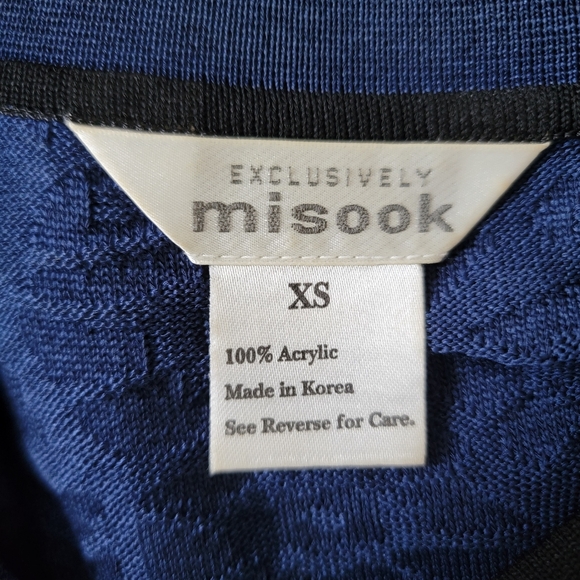 EXCLUSIVELY
misook
XS
100% Acrylic
Made in Korea
See Reverse for Care.